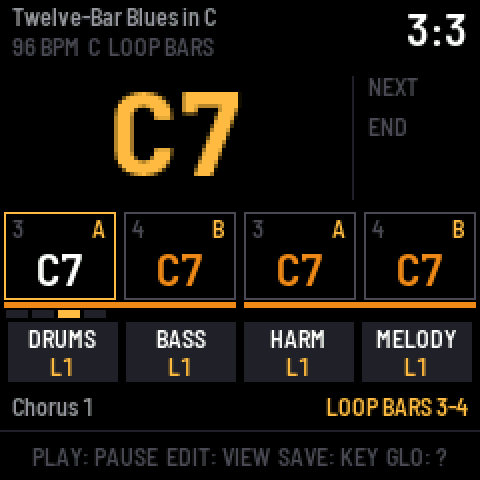 Twelve-Bar Blues in C
3:3
96 BPM C LOOP BARS
C7
NEXT
END
3 A 4 B 3 A 4 B
C7 C7 C7 C7
DRUMS BASS HARM MELODY
L1 L1 L1 L1
Chorus 1 LOOP BARS 3-4
PLAY: PAUSE EDIT: VIEW SAVE: KEY GLO: ?